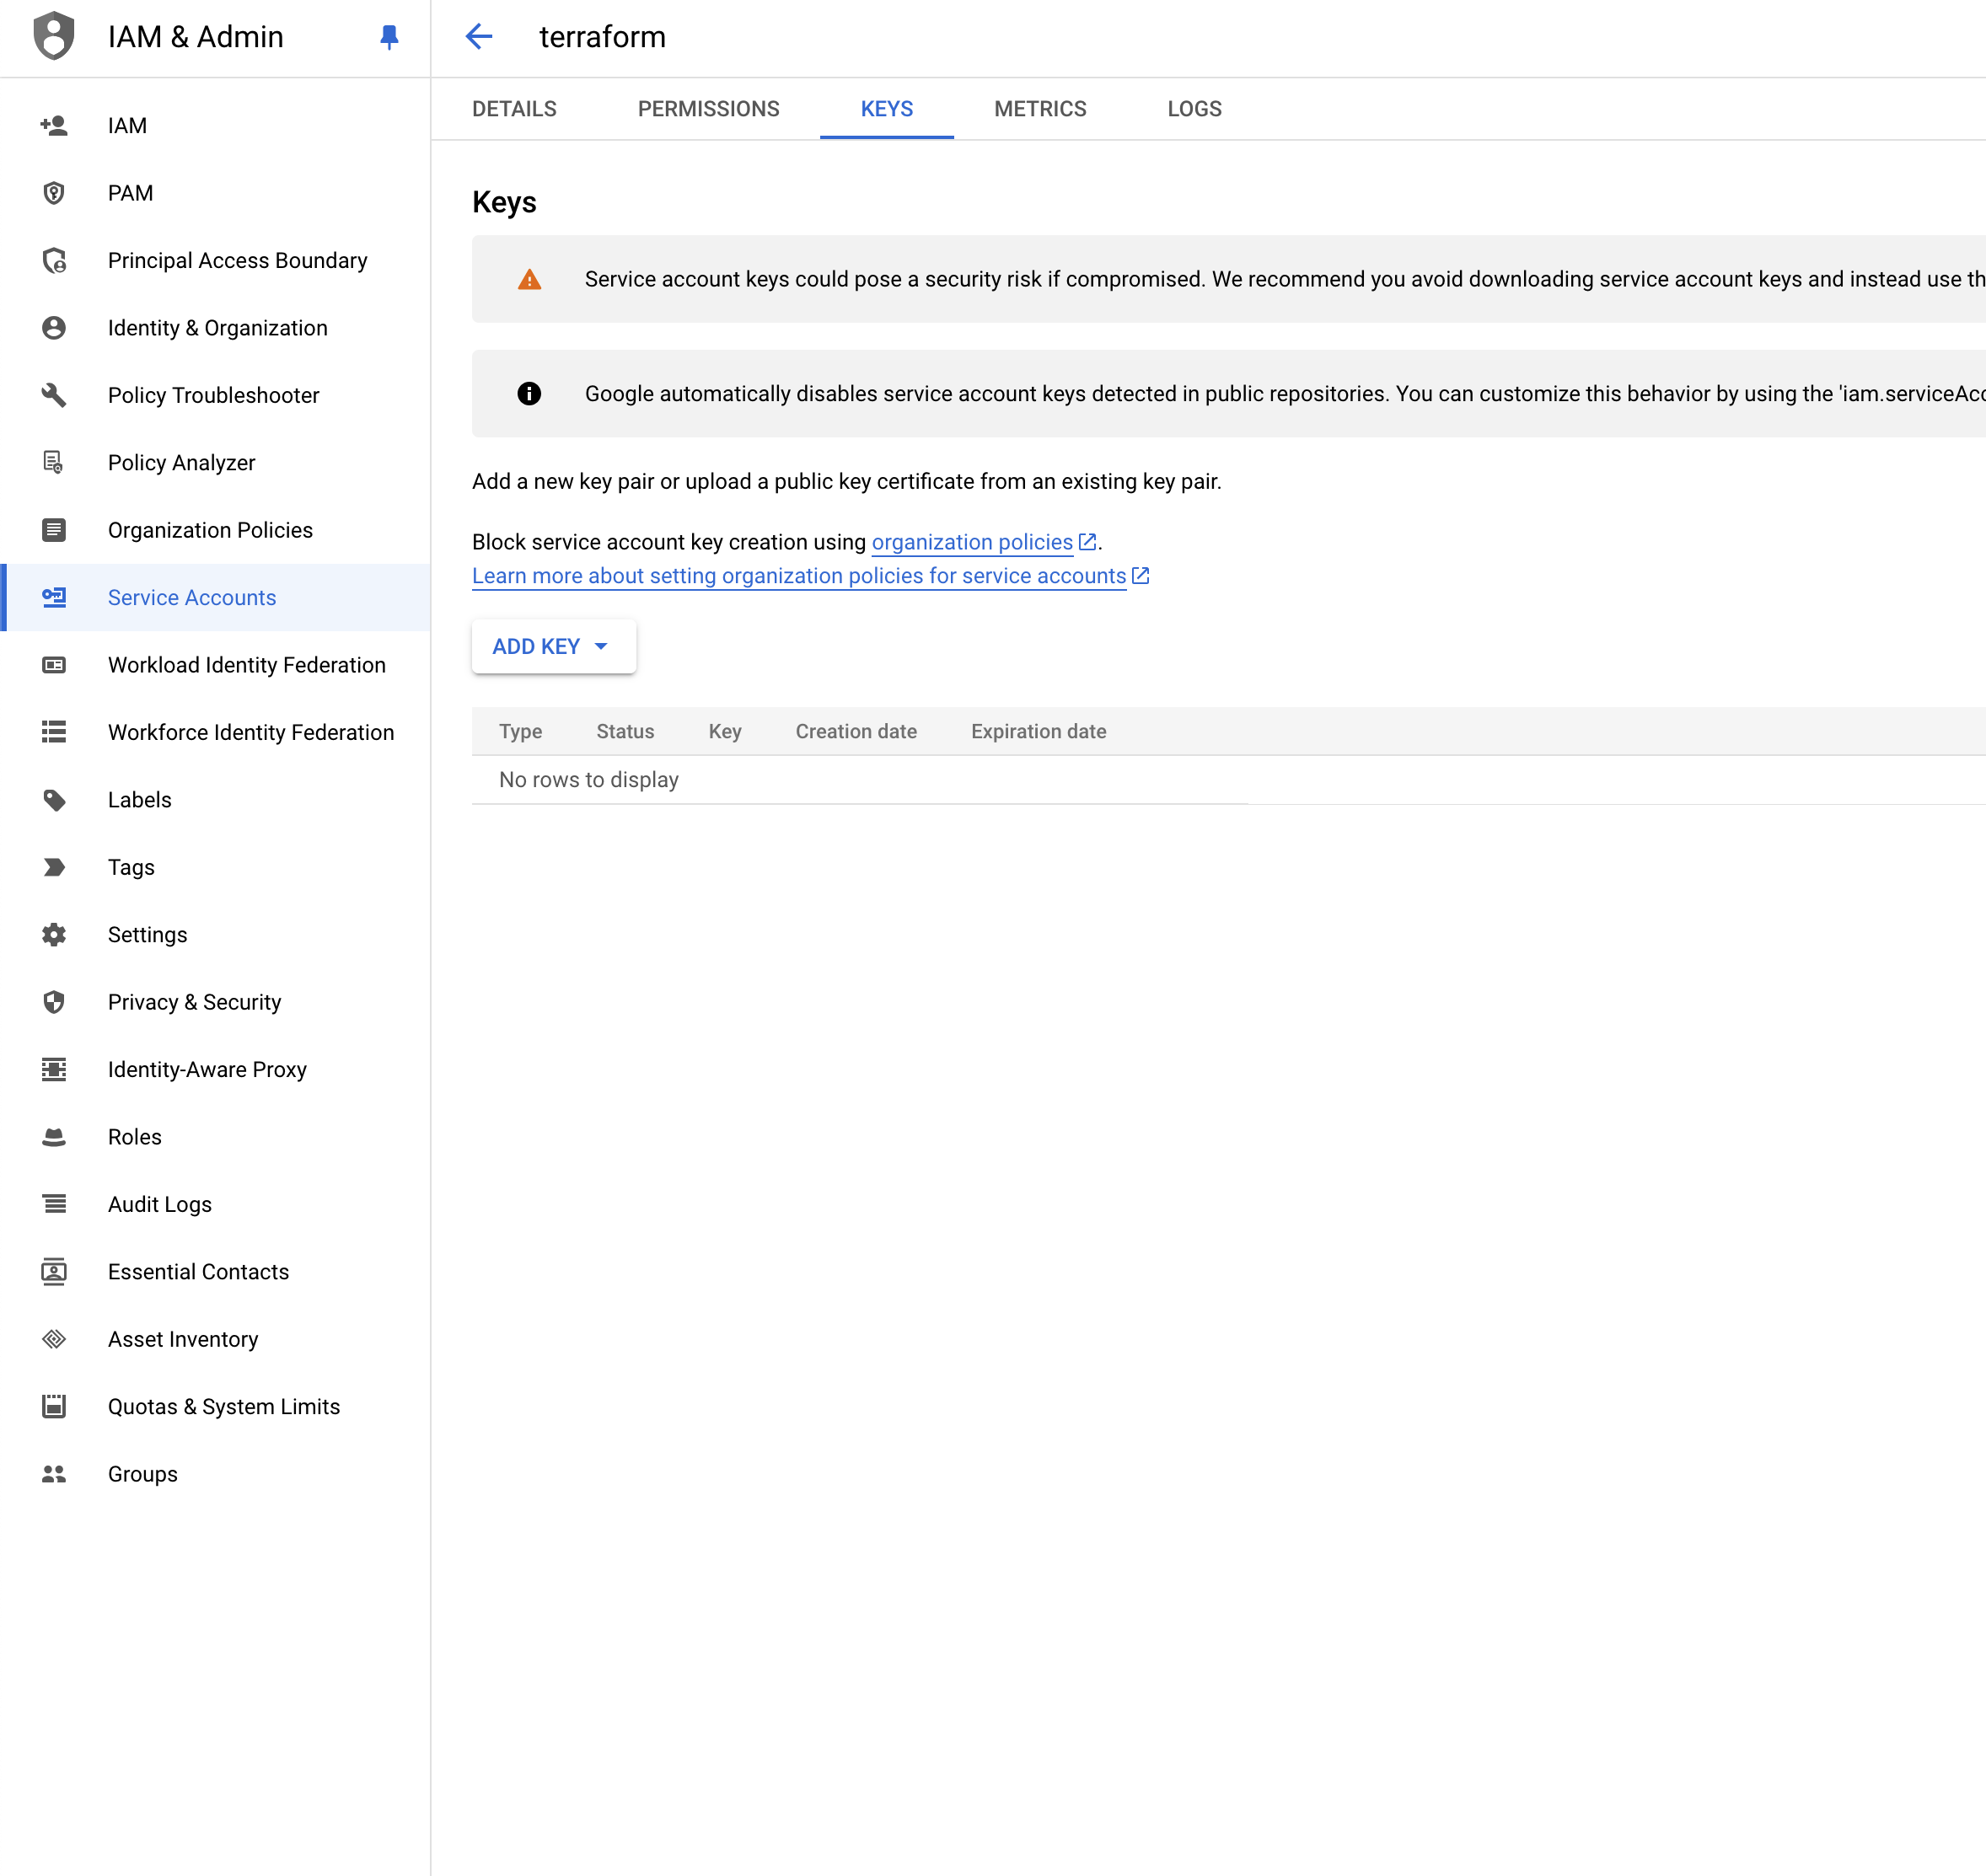 IAM & Admin
IAM
PAM
Principal Access Boundary
Identity & Organization
Policy Troubleshooter
Policy Analyzer
Organization Policies
Service Accounts
Workload Identity Federation
Workforce Identity Federation
Labels
Tags
Settings
Privacy & Security
Identity-Aware Proxy
Roles
Audit Logs
Essential Contacts
Asset Inventory
Quotas & System Limits
Groups
terraform
DETAILS PERMISSIONS KEYS METRICS LOGS
Keys
Service account keys could pose a security risk if compromised. We recommend you avoid downloading service account keys and instead use
Google automatically disables service account keys detected in public repositories. You can customize this behavior by using the
Add a new key pair or upload a public key certificate from an existing key pair.
Block service account key creation using organization policies.
Learn more about setting organization policies for service accounts
ADD KEY
Type Status Key Creation date Expiration date
No rows to display